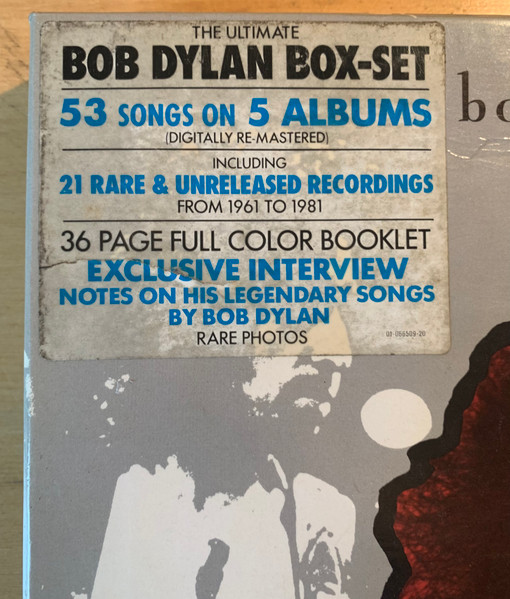 THE ULTIMATE
BOB DYLAN BOX-SET
53 SONGS ON 5 ALBUMS
(DIGITALLY RE-MASTERED)
INCLUDING
21 RARE & UNRELEASED RECORDINGS
FROM 1961 TO 1981
36 PAGE FULL COLOR BOOKLET
EXCLUSIVE INTERVIEW
NOTES ON HIS LEGENDARY SONGS
BY BOB DYLAN
RARE PHOTOS
bo